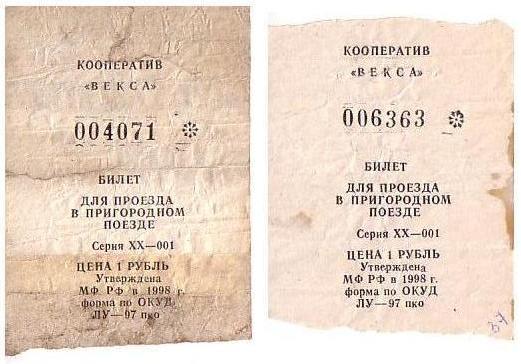 КООПЕРАТИВ
«ВЕКСА»
004071
БИЛЕТ
ДЛЯ ПРОЕЗДА
В ПРИГОРОДНОМ
ПОЕЗДЕ
Серия XX—001
ЦЕНА 1 РУБЛЬ
Утверждена
МФ РФ в 1998 г.
форма по ОКУД
ЛУ—97 пко
КООПЕРАТИВ
«ВЕКСА»
006363
БИЛЕТ
ДЛЯ ПРОЕЗДА
В ПРИГОРОДНОМ
ПОЕЗДЕ
Серия XX—001
ЦЕНА 1 РУБЛЬ
Утверждена
МФ РФ в 1998 г.
форма по ОКУД
ЛУ—97 пко